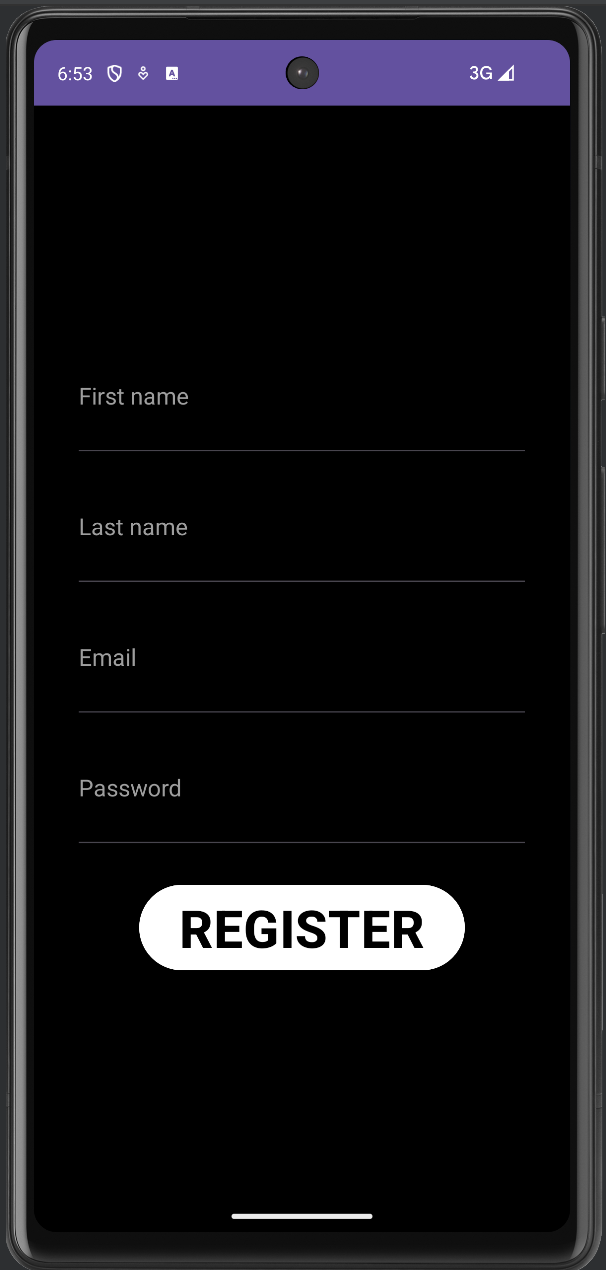 6:53 3G
First name
Last name
Email
Password
REGISTER